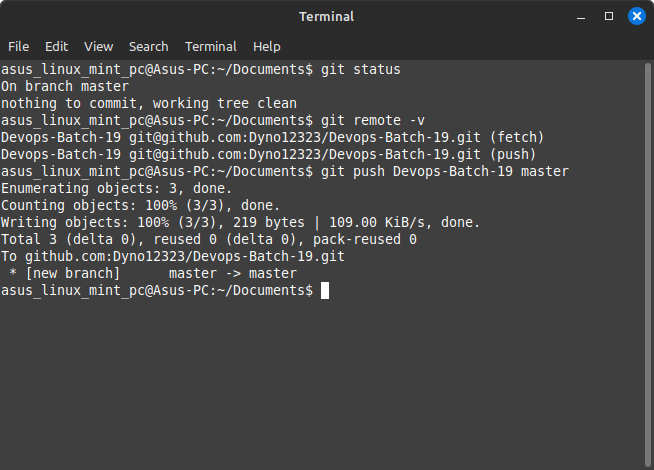 Terminal
File Edit View Search Terminal Help
asus_linux_mint_pc@Asus-PC:~/Documents$ git status
On branch master
nothing to commit, working tree clean
asus_linux_mint_pc@Asus-PC:~/Documents$ git remote -v
Devops-Batch-19 git@github.com:Dyno12323/Devops-Batch-19.git (fetch)
Devops-Batch-19 git@github.com:Dyno12323/Devops-Batch-19.git (push)
asus_linux_mint_pc@Asus-PC:~/Documents$ git push Devops-Batch-19 master
Enumerating objects: 3, done.
Counting objects: 100% (3/3), done.
Writing objects: 100% (3/3), 219 bytes | 109.00 KiB/s, done.
Total 3 (delta 0), reused 0 (delta 0), pack-reused 0
To github.com:Dyno12323/Devops-Batch-19.git
 * [new branch]      master -> master
asus_linux_mint_pc@Asus-PC:~/Documents$